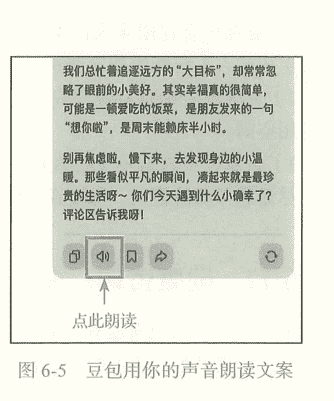 我们总忙着追逐远方的“大目标”，却常常忽
略了眼前的小美好。其实幸福真的很简单，
可能是一顿爱吃的饭菜，是朋友发来的一句
“想你啦”，是周末能赖床半小时。
别再焦虑啦，慢下来，去发现身边的小温
暖。那些看似平凡的瞬间，凑起来就是最珍
贵的生活呀～ 你们今天遇到什么小确幸了？
评论区告诉我呀！
点此朗读
图 6-5 豆包用你的声音朗读文案